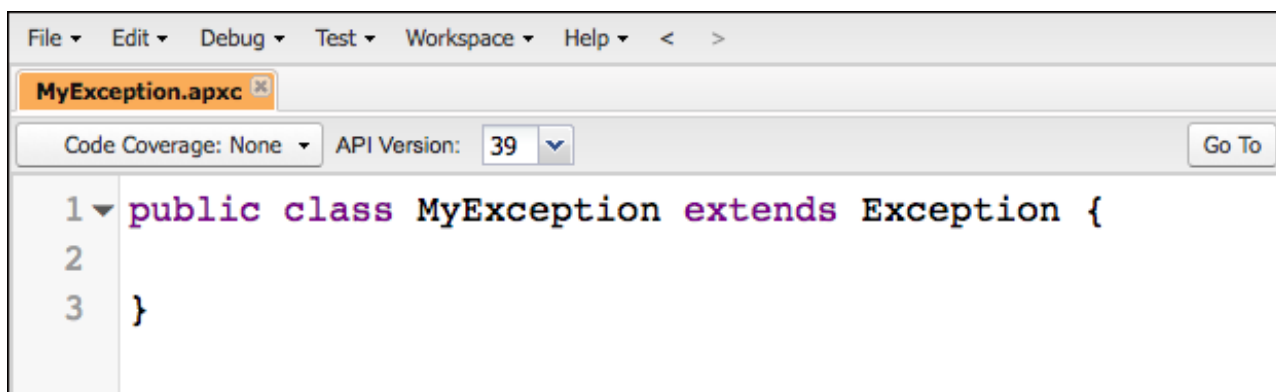 File Edit Debug Test Workspace Help < >
MyException.apxc
Code Coverage: None API Version: 39 Go To
1 public class MyException extends Exception {
2
3 }